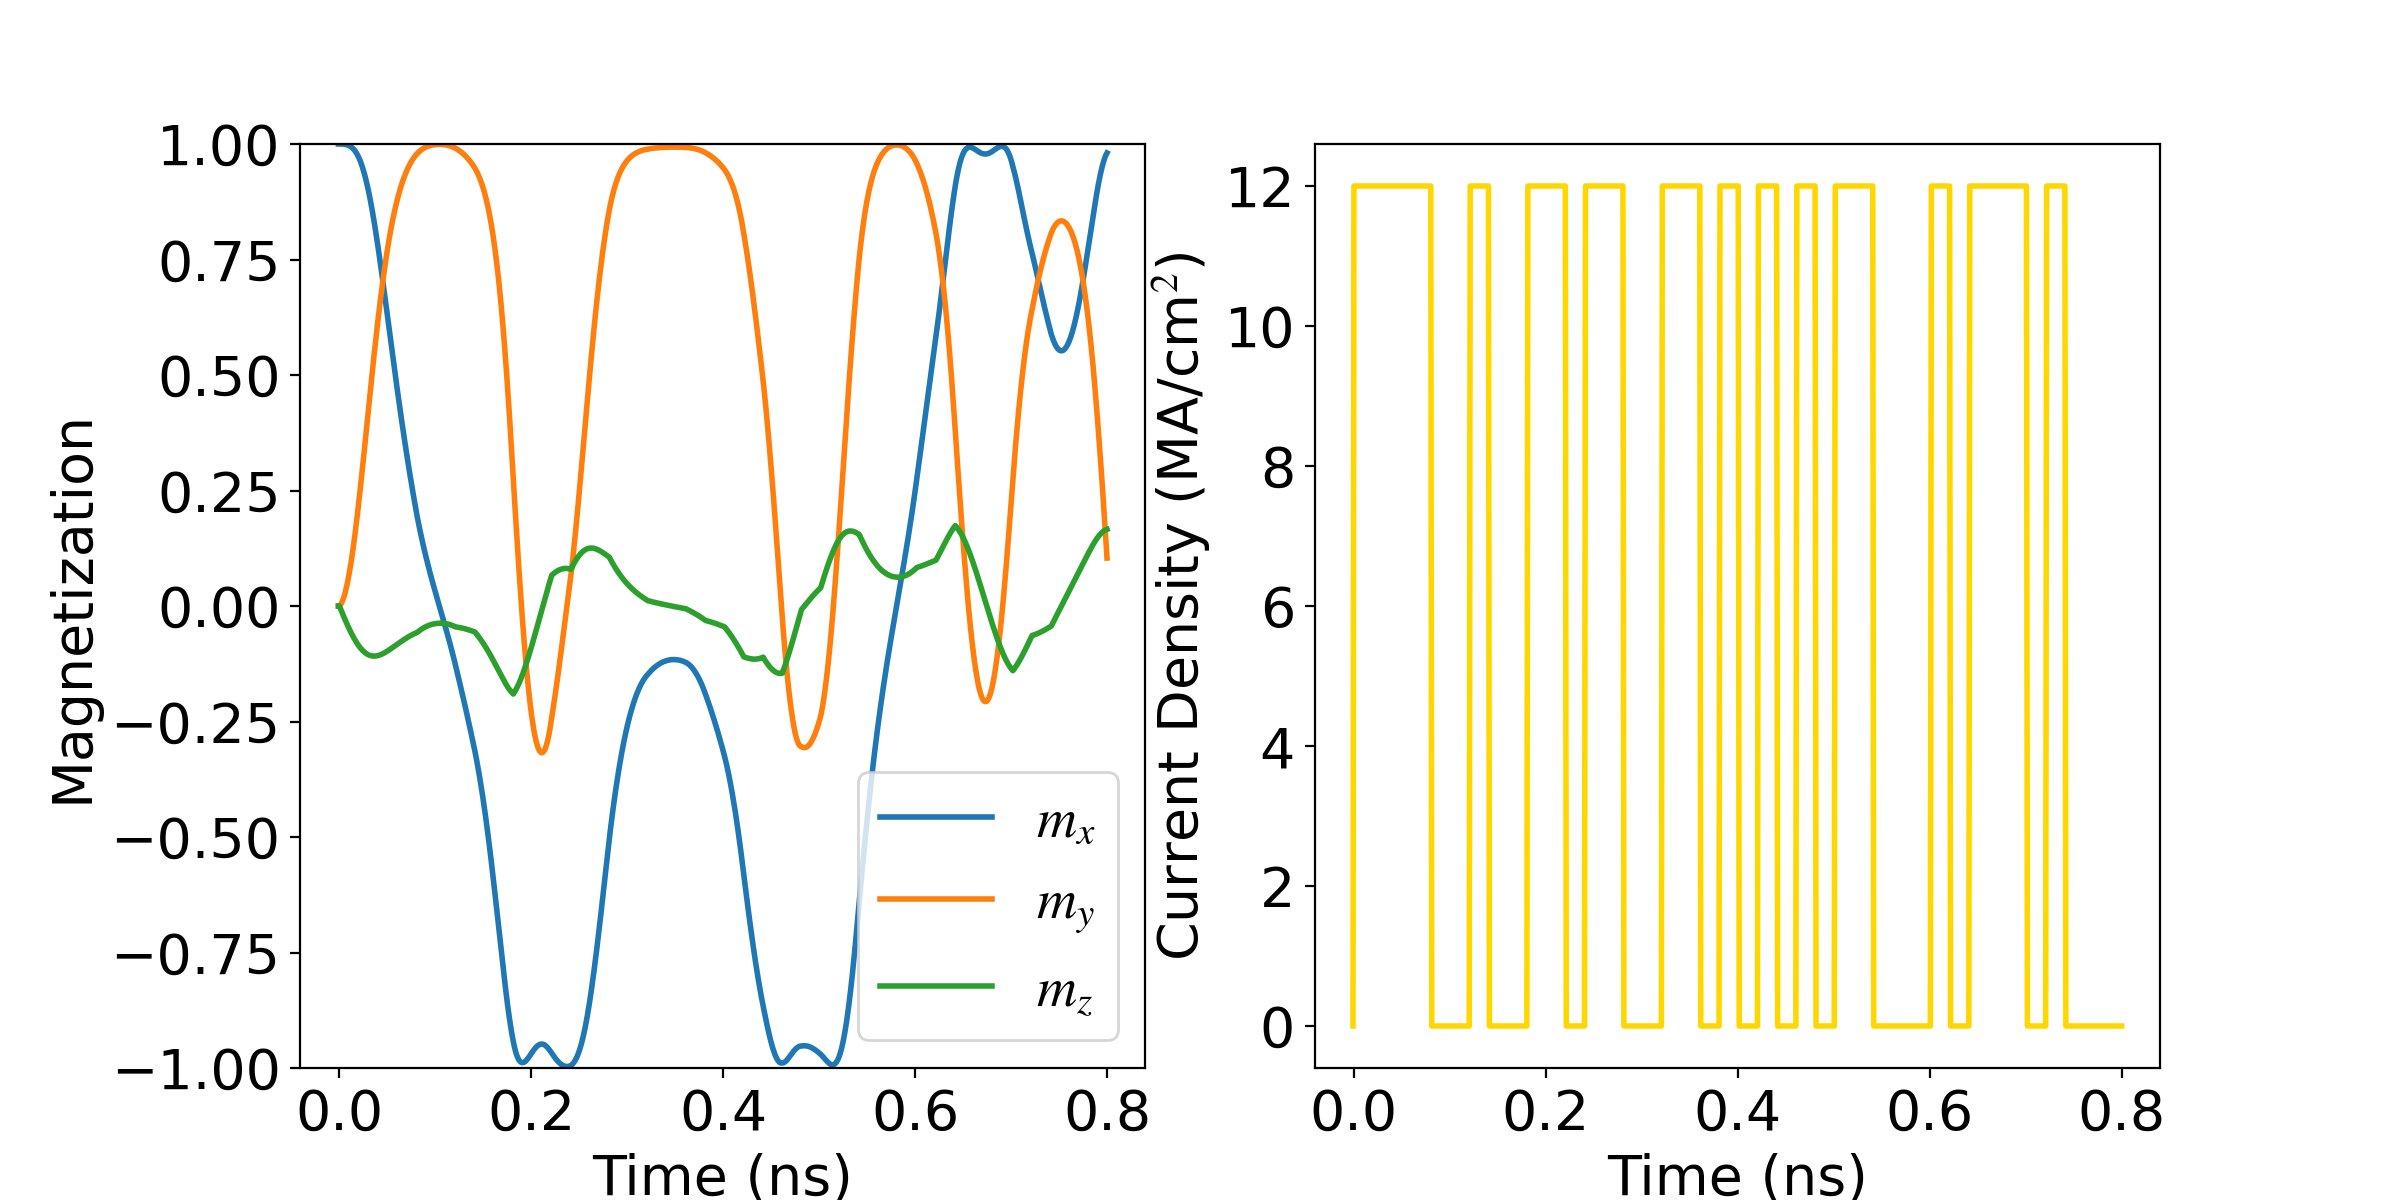 Magnetization
1.00
0.75
0.50
0.25
0.00
−0.25
−0.50
−0.75
−1.00
0.0 0.2 0.4 0.6 0.8
Time (ns)
m_x
m_y
m_z
Current Density (MA/cm²)
12
10
8
6
4
2
0
0.0 0.2 0.4 0.6 0.8
Time (ns)